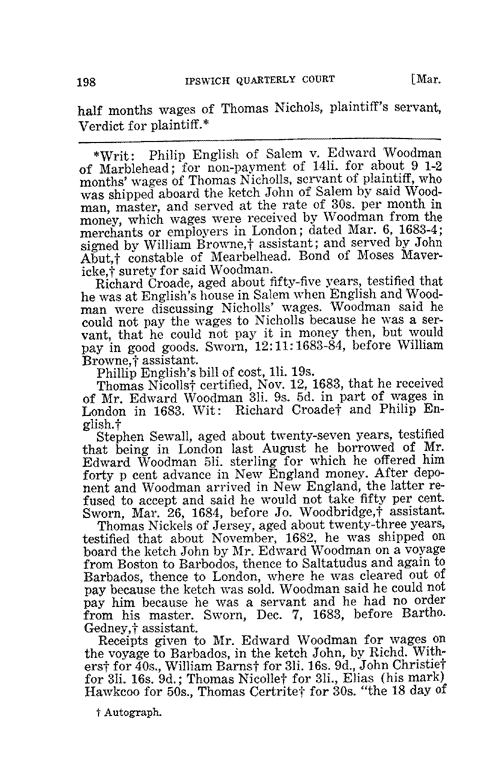 198 IPSWICH QUARTERLY COURT [Mar.
half months wages of Thomas Nichols, plaintiff's servant,
Verdict for plaintiff.*
*Writ: Philip English of Salem v. Edward Woodman
of Marblehead; for non-payment of 14li. for about 9 1-2
months' wages of Thomas Nicholls, servant of plaintiff, who
was shipped aboard the ketch John of Salem by said Wood-
man, master, and served at the rate of 30s. per month in
money, which wages were received by Woodman from the
merchants or employers in London; dated Mar. 6, 1683-4;
signed by William Browne,† assistant; and served by John
Abut,† constable of Mearbelhead. Bond of Moses Maver-
icke,† surety for said Woodman.
Richard Croade, aged about fifty-five years, testified that
he was at English's house in Salem when English and Wood-
man were discussing Nicholls' wages. Woodman said he
could not pay the wages to Nicholls because he was a ser-
vant, that he could not pay it in money then, but would
pay in good goods. Sworn, 12:11:1683-84, before William
Browne,† assistant.
Phillip English's bill of cost, 1li. 19s.
Thomas Nicolls† certified, Nov. 12, 1683, that he received
of Mr. Edward Woodman 3li. 9s. 5d. in part of wages in
London in 1683. Wit: Richard Croade† and Philip En-
glish.†
Stephen Sewall, aged about twenty-seven years, testified
that being in London last August he borrowed of Mr.
Edward Woodman 5li. sterling for which he offered him
forty p cent advance in New England money. After depo-
nent and Woodman arrived in New England, the latter re-
fused to accept and said he would not take fifty per cent.
Sworn, Mar. 26, 1684, before Jo. Woodbridge,† assistant.
Thomas Nickels of Jersey, aged about twenty-three years,
testified that about November, 1682, he was shipped on
board the ketch John by Mr. Edward Woodman on a voyage
from Boston to Barbodos, thence to Saltatudus and again to
Barbados, thence to London, where he was cleared out of
pay because the ketch was sold. Woodman said he could not
pay him because he was a servant and he had no order
from his master. Sworn, Dec. 7, 1683, before Bartho.
Gedney,† assistant.
Receipts given to Mr. Edward Woodman for wages on
the voyage to Barbados, in the ketch John, by Richd. With-
ers† for 40s., William Barns† for 3li. 16s. 9d., John Christie†
for 3li. 16s. 9d.; Thomas Nicolle† for 3li., Elias (his mark)
Hawkcoo for 50s., Thomas Certrite† for 30s. "the 18 day of
† Autograph.